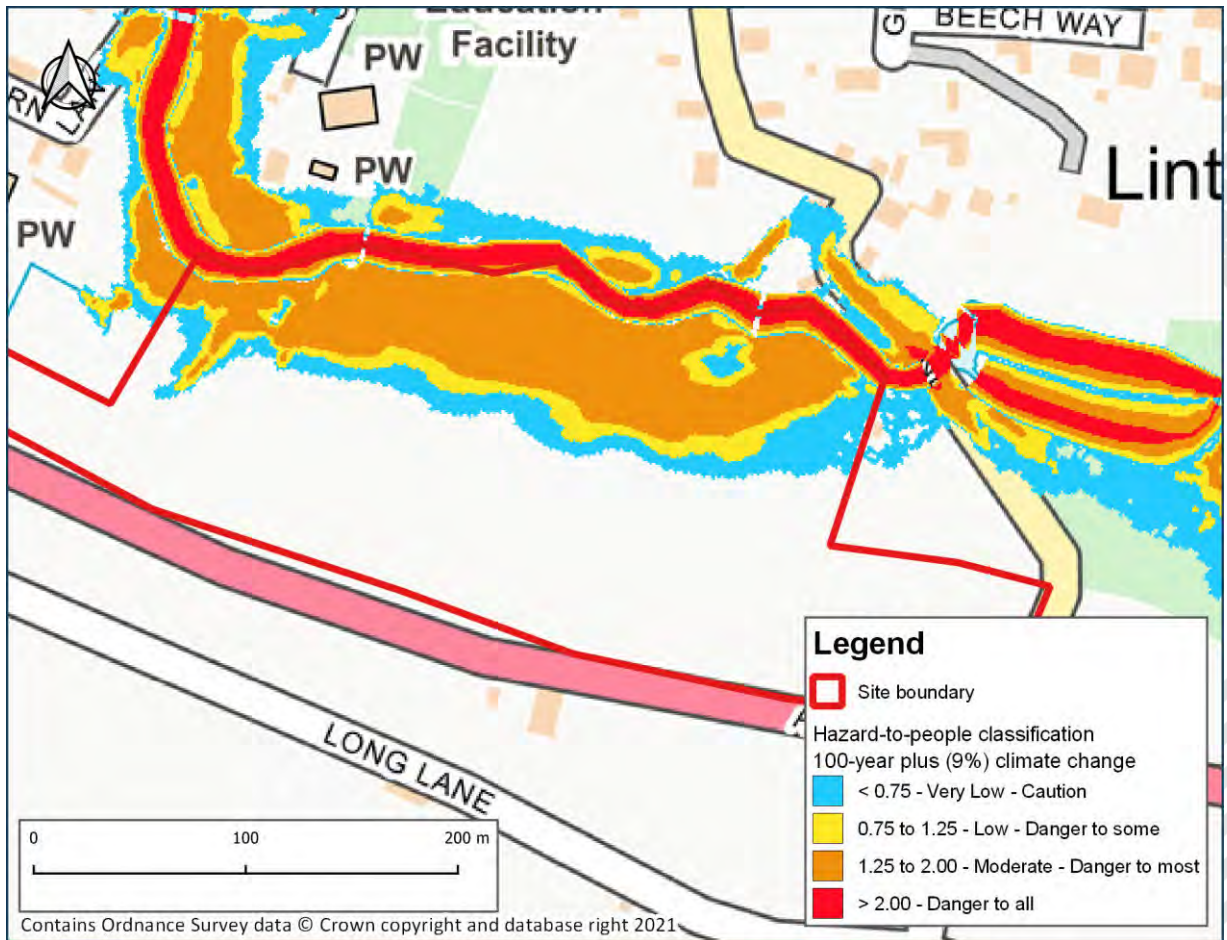 Education
Facility
PW
BEECH WAY
G
RN LAN
PW
PW
Lint
LONG LANE
A
Legend
Site boundary
Hazard-to-people classification
100-year plus (9%) climate change
< 0.75 - Very Low - Caution
0.75 to 1.25 - Low - Danger to some
1.25 to 2.00 - Moderate - Danger to most
> 2.00 - Danger to all
0 100 200 m
Contains Ordnance Survey data © Crown copyright and database right 2021